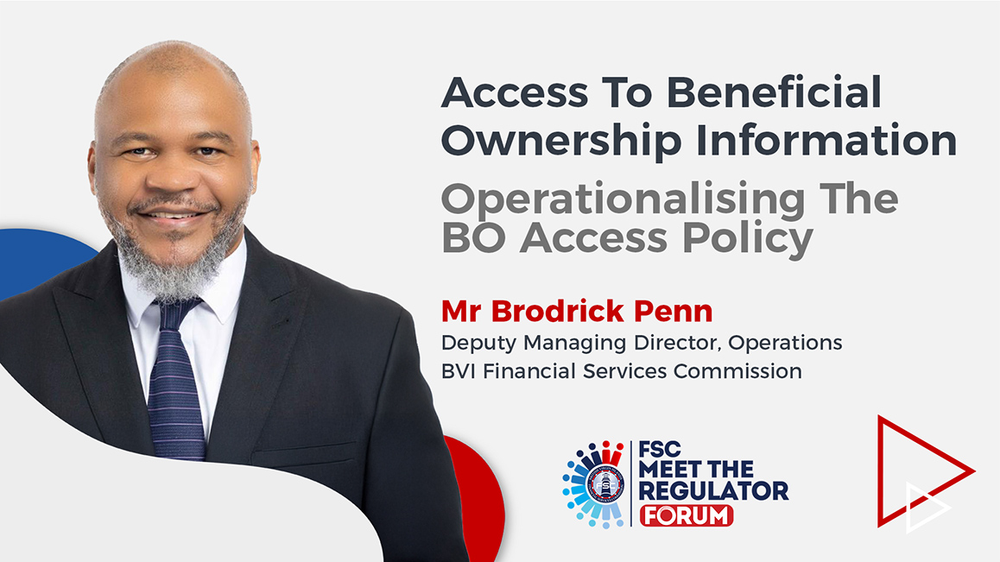 Access To Beneficial
Ownership Information
Operationalising The
BO Access Policy
Mr Brodrick Penn
Deputy Managing Director, Operations
BVI Financial Services Commission
FSC
MEET THE
REGULATOR
FORUM
FSC